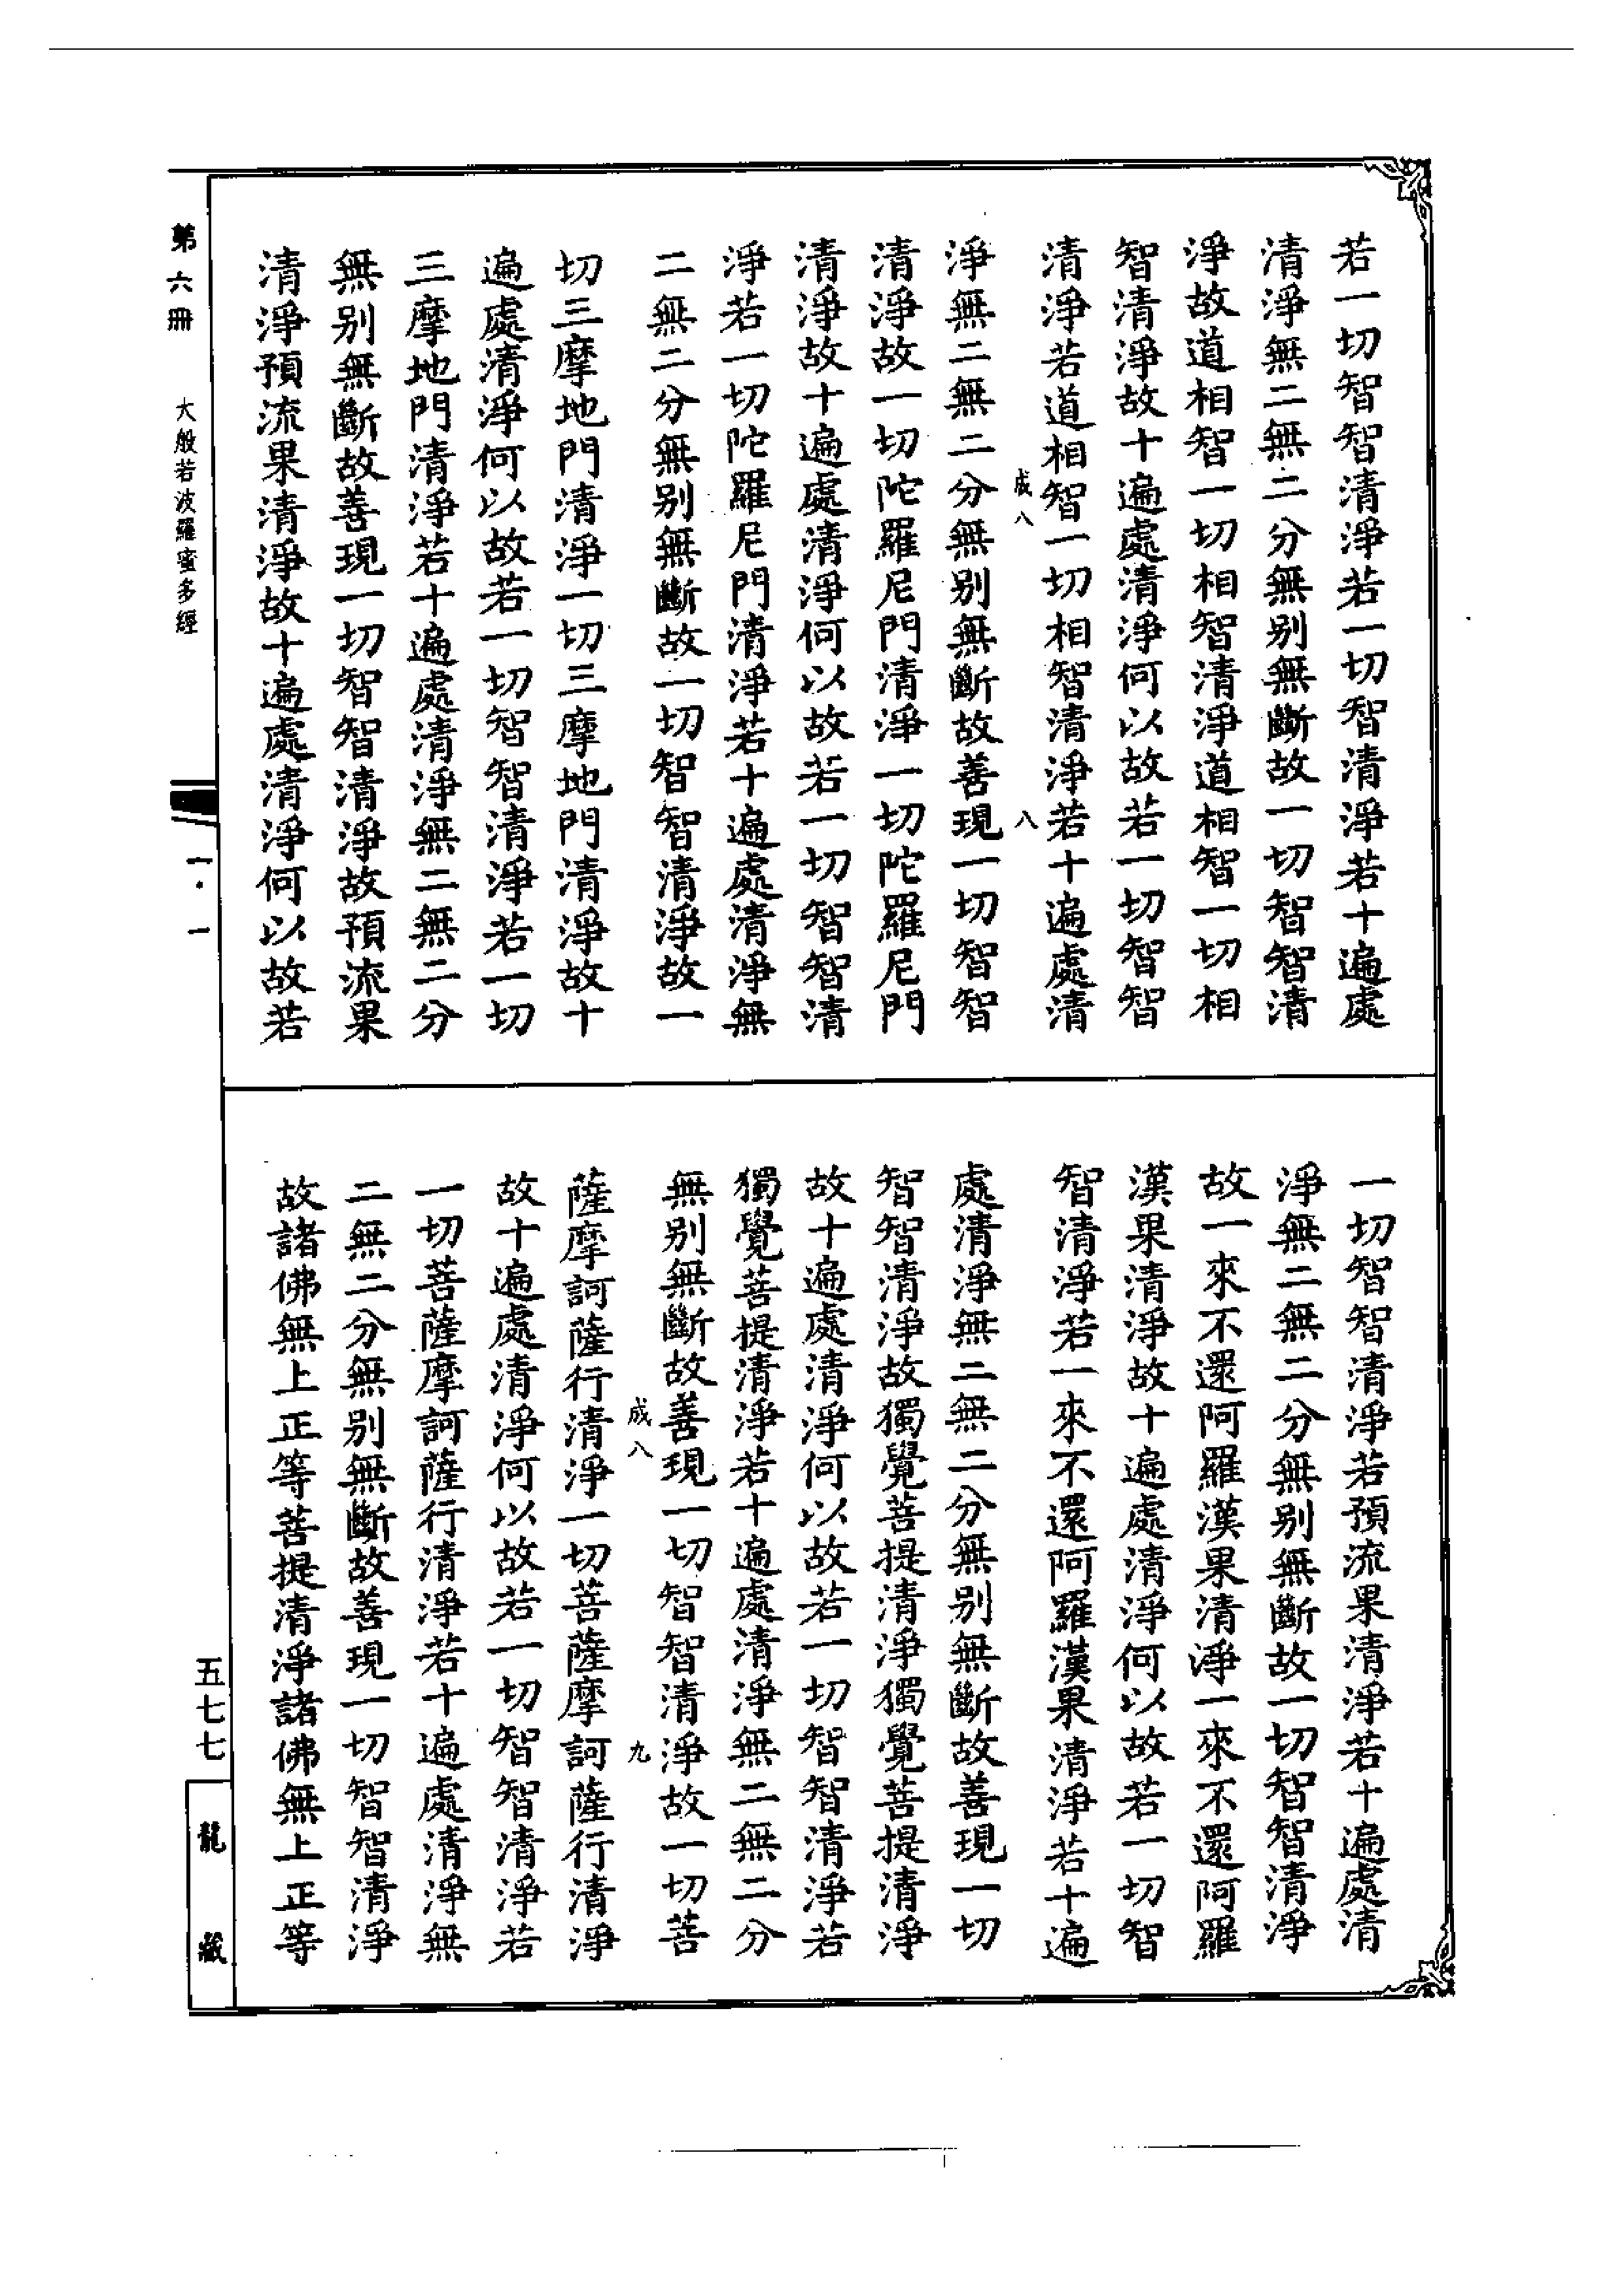 若一切智智清淨若一切智清淨若十遍處
清淨無二無二分無別無斷故一切智智清
淨故道相智一切相智清淨道相智一切相
智清淨故十遍處清淨何以故若一切智智
清淨若道相智一切相智清淨若十遍處清
成八 八
淨無二無二分無別無斷故善現一切智智
清淨故一切陀羅尼門清淨一切陀羅尼門
清淨故十遍處清淨何以故若一切智智清
淨若一切陀羅尼門清淨若十遍處清淨無
二無二分無別無斷故一切智智清淨故一
切三摩地門清淨一切三摩地門清淨故十
遍處清淨何以故若一切智智清淨若一切
三摩地門清淨若十遍處清淨無二無二分
無別無斷故善現一切智智清淨故預流果
清淨預流果清淨故十遍處清淨何以故若
一切智智清淨若預流果清淨若十遍處清
淨無二無二分無別無斷故一切智智清淨
故一來不還阿羅漢果清淨一來不還阿羅
漢果清淨故十遍處清淨何以故若一切智
智清淨若一來不還阿羅漢果清淨若十遍
處清淨無二無二分無別無斷故善現一切
智智清淨故獨覺菩提清淨獨覺菩提清淨
故十遍處清淨何以故若一切智智清淨若
獨覺菩提清淨若十遍處清淨無二無二分
無別無斷故善現一切智智清淨故一切菩
成八 九
薩摩訶薩行清淨一切菩薩摩訶薩行清淨
故十遍處清淨何以故若一切智智清淨若
一切菩薩摩訶薩行清淨若十遍處清淨無
二無二分無別無斷故善現一切智智清淨
故諸佛無上正等菩提清淨諸佛無上正等
第六冊 大般若波羅蜜多經 一·一
五七七 龍藏